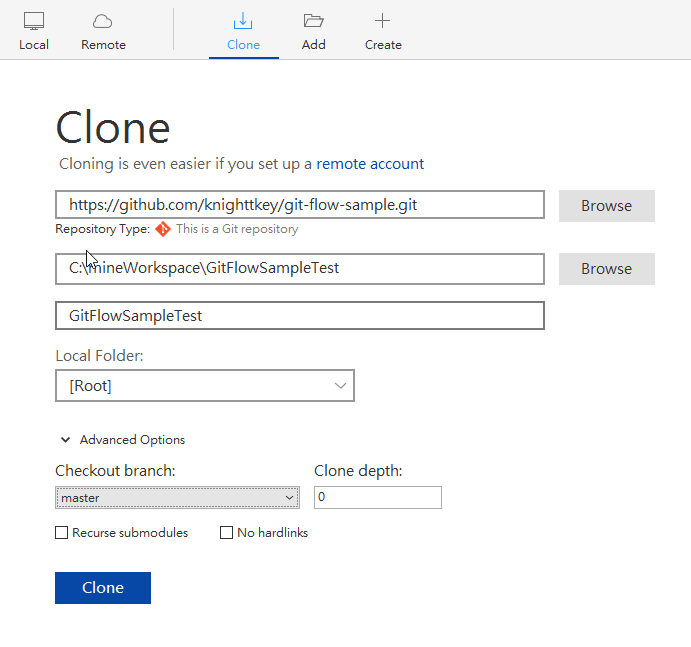 Local Remote Clone Add Create
Clone
Cloning is even easier if you set up a remote account
https://github.com/knighttkey/git-flow-sample.git Browse
Repository Type: This is a Git repository
C:\mineWorkspace\GitFlowSampleTest Browse
GitFlowSampleTest
Local Folder:
[Root]
Advanced Options
Checkout branch: Clone depth:
master 0
Recurse submodules No hardlinks
Clone